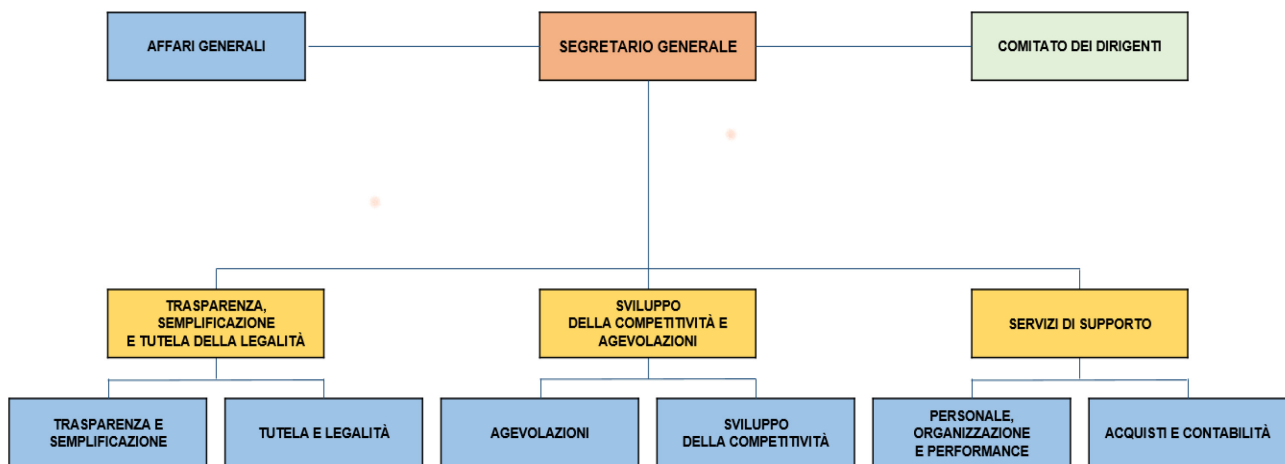 AFFARI GENERALI
SEGRETARIO GENERALE
COMITATO DEI DIRIGENTI
TRASPARENZA,
SEMPLIFICAZIONE
E TUTELA DELLA LEGALITÀ
SVILUPPO
DELLA COMPETITIVITÀ E
AGEVOLAZIONI
SERVIZI DI SUPPORTO
TRASPARENZA E
SEMPLIFICAZIONE
TUTELA E LEGALITÀ
AGEVOLAZIONI
SVILUPPO
DELLA COMPETITIVITÀ
PERSONALE,
ORGANIZZAZIONE
E PERFORMANCE
ACQUISTI E CONTABILITÀ